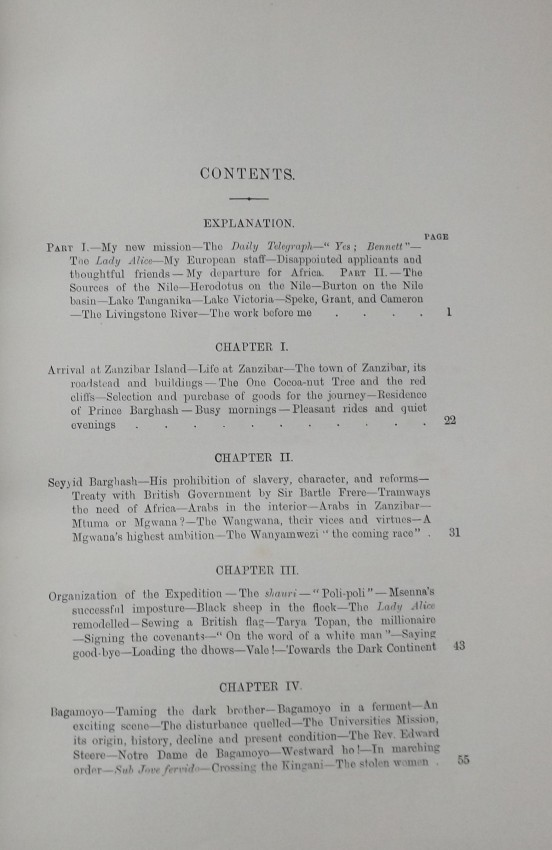 CONTENTS.
EXPLANATION.
PAGE
PART I.—My new mission—The Daily Telegraph—“ Yes ; Bennett ”—
The Lady Alice—My European staff—Disappointed applicants and
thoughtful friends — My departure for Africa. PART II. — The
Sources of the Nile—Herodotus on the Nile—Burton on the Nile
basin—Lake Tanganika—Lake Victoria—Speke, Grant, and Cameron
—The Livingstone River—The work before me . . . . 1
CHAPTER I.
Arrival at Zanzibar Island—Life at Zanzibar—The town of Zanzibar, its
roadstead and buildings — The One Cocoa-nut Tree and the red
cliffs—Selection and purchase of goods for the journey—Residence
of Prince Barghash — Busy mornings — Pleasant rides and quiet
evenings . . . . . . . . . . . 22
CHAPTER II.
Seyyid Barghash—His prohibition of slavery, character, and reforms—
Treaty with British Government by Sir Bartle Frere—Tramways
the need of Africa—Arabs in the interior—Arabs in Zanzibar—
Mtuma or Mgwana ?—The Wangwana, their vices and virtues—A
Mgwana's highest ambition—The Wanyamwezi “ the coming race ” . 31
CHAPTER III.
Organization of the Expedition — The shauri — “ Poli-poli ” — Msenna's
successful imposture—Black sheep in the flock—The Lady Alice
remodelled—Sewing a British flag—Tarya Topan, the millionaire
—Signing the covenants—“ On the word of a white man ”—Saying
good-bye—Loading the dhows—Vale !—Towards the Dark Continent 43
CHAPTER IV.
Bagamoyo—Taming the dark brother—Bagamoyo in a ferment—An
exciting scene—The disturbance quelled—The Universities Mission,
its origin, history, decline and present condition—The Rev. Edward
Steere—Notre Dame de Bagamoyo—Westward ho !—In marching
order—Sub Jove fervido—Crossing the Kingani—The stolen women . 55